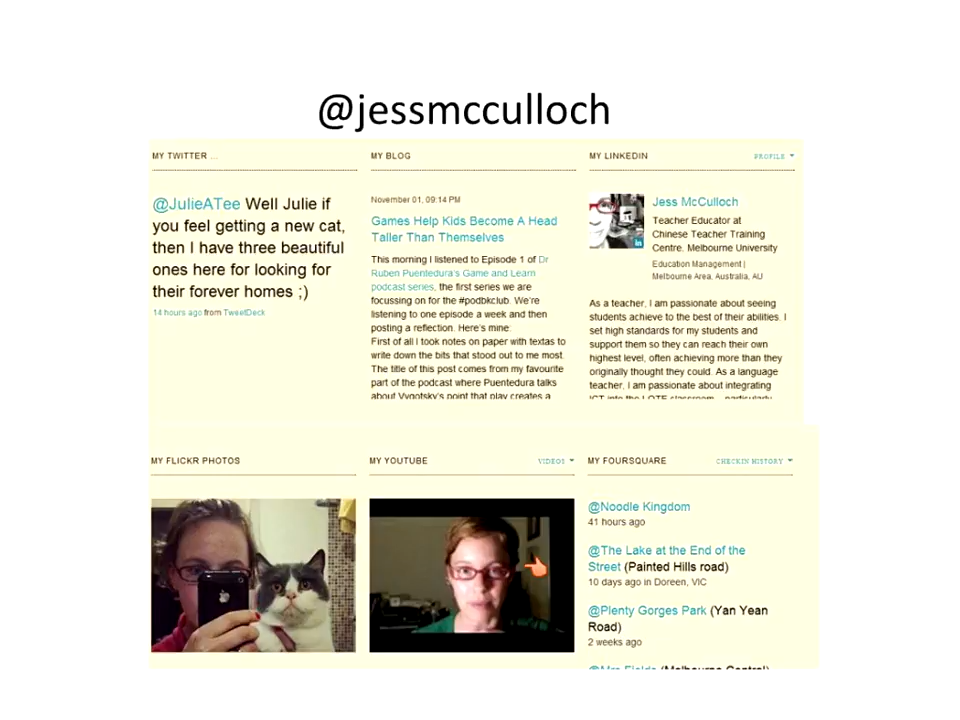 @jessmcculloch
MY TWITTER ...
@JulieATee Well Julie if
you feel getting a new cat,
then I have three beautiful
ones here for looking for
their forever homes ;)
14 hours ago from TweetDeck
MY BLOG
November 01, 09:14 PM
Games Help Kids Become A Head
Taller Than Themselves
This morning I listened to Episode 1 of Dr
Ruben Puentedura's Game and Learn
podcast series, the first series we are
focussing on for the #podbkclub. We're
listening to one episode a week and then
posting a reflection. Here's mine:
First of all I took notes on paper with textas to
write down the bits that stood out to me most.
The title of this post comes from my favourite
part of the podcast where Puentedura talks
about Vygotsky's point that play creates a
MY LINKEDIN
PROFILE
Jess McCulloch
Teacher Educator at
Chinese Teacher Training
Centre. Melbourne University
Education Management |
Melbourne Area, Australia, AU
in
As a teacher, I am passionate about seeing
students achieve to the best of their abilities. I
set high standards for my students and
support them so they can reach their own
highest level, often achieving more than they
originally thought they could. As a language
teacher, I am passionate about integrating
ICT into the LOTE classroom - particularly
MY FLICKR PHOTOS
MY YOUTUBE
VIDEOS
MY FOURSQUARE
CHECKIN HISTORY
@Noodle Kingdom
41 hours ago
@The Lake at the End of the
Street (Painted Hills road)
10 days ago in Doreen, VIC
@Plenty Gorges Park (Yan Yean
Road)
2 weeks ago
@Mrs Fields (Melbourne Central)